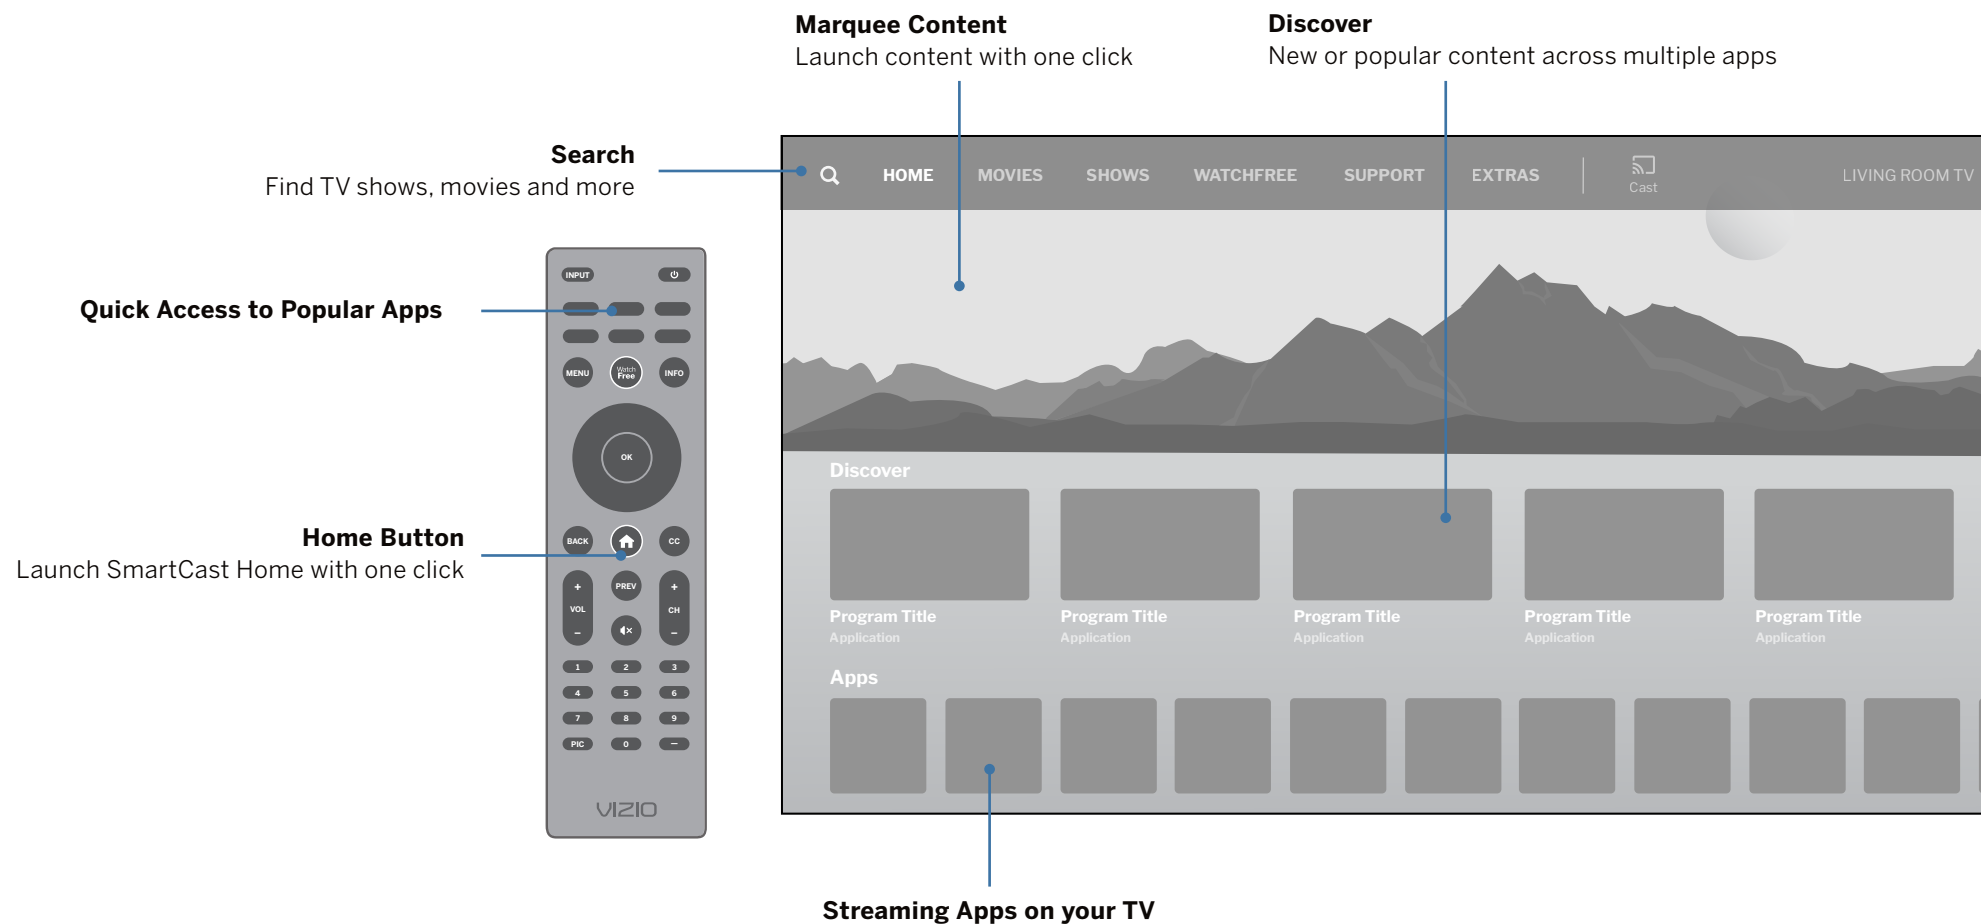 Marquee Content
Launch content with one click
Discover
New or popular content across multiple apps
Search
Find TV shows, movies and more
HOME MOVIES SHOWS WATCHFREE SUPPORT EXTRAS Cast LIVING ROOM TV
Quick Access to Popular Apps
INPUT
MENU Watch Free INFO
OK
Home Button
Launch SmartCast Home with one click
BACK CC
+ PREV +
VOL CH
– –
1 2 3
4 5 6
7 8 9
PIC 0 –
VIZIO
Discover
Program Title Program Title Program Title Program Title Program Title
Application Application Application Application Application
Apps
Streaming Apps on your TV